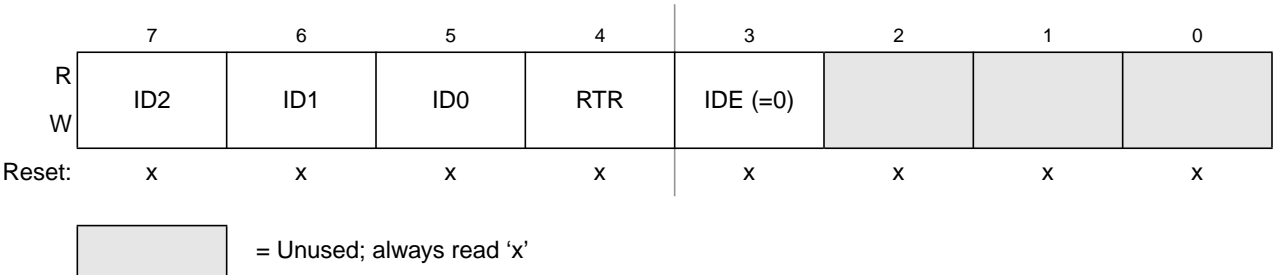 7 6 5 4 3 2 1 0
R
ID2 ID1 ID0 RTR IDE (=0)
W
Reset: x x x x x x x x
= Unused; always read ‘x’